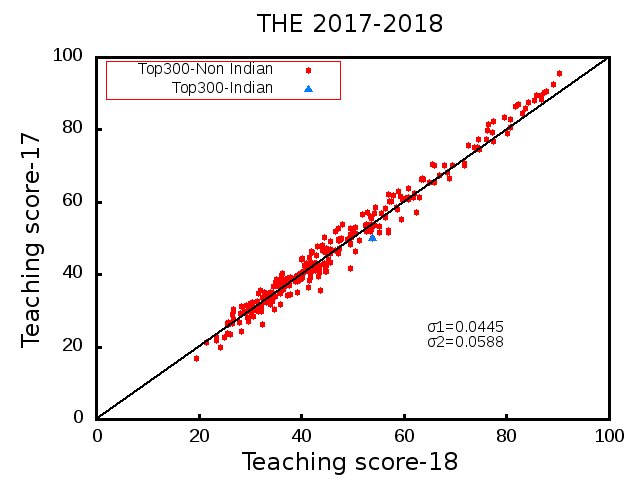 THE 2017-2018
Top300-Non Indian
Top300-Indian
100
80
60
40
20
0
Teaching score-17
σ1=0.0445
σ2=0.0588
0 20 40 60 80 100
Teaching score-18